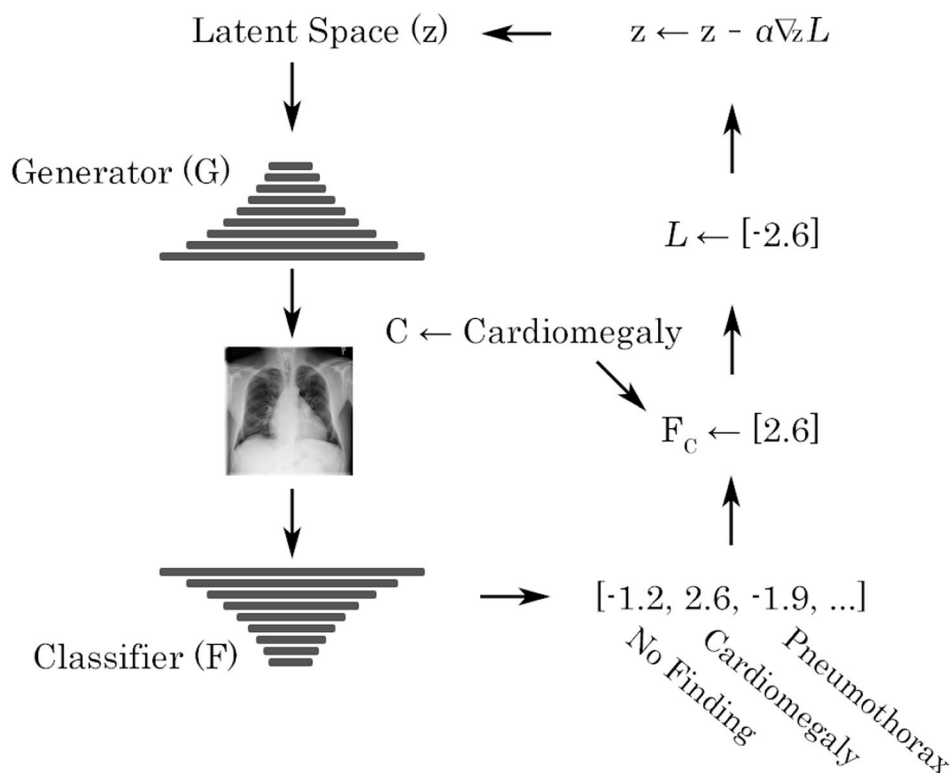 Latent Space (z)
z ← z - α∇zL
Generator (G)
L ← [-2.6]
C ← Cardiomegaly
F_C ← [2.6]
Classifier (F)
[-1.2, 2.6, -1.9, ...]
No Finding
Cardiomegaly
Pneumothorax